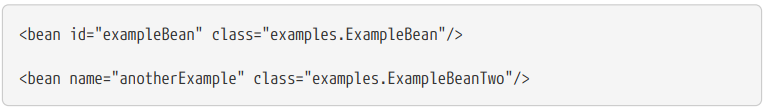 <bean id="exampleBean" class="examples.ExampleBean"/>
<bean name="anotherExample" class="examples.ExampleBeanTwo"/>